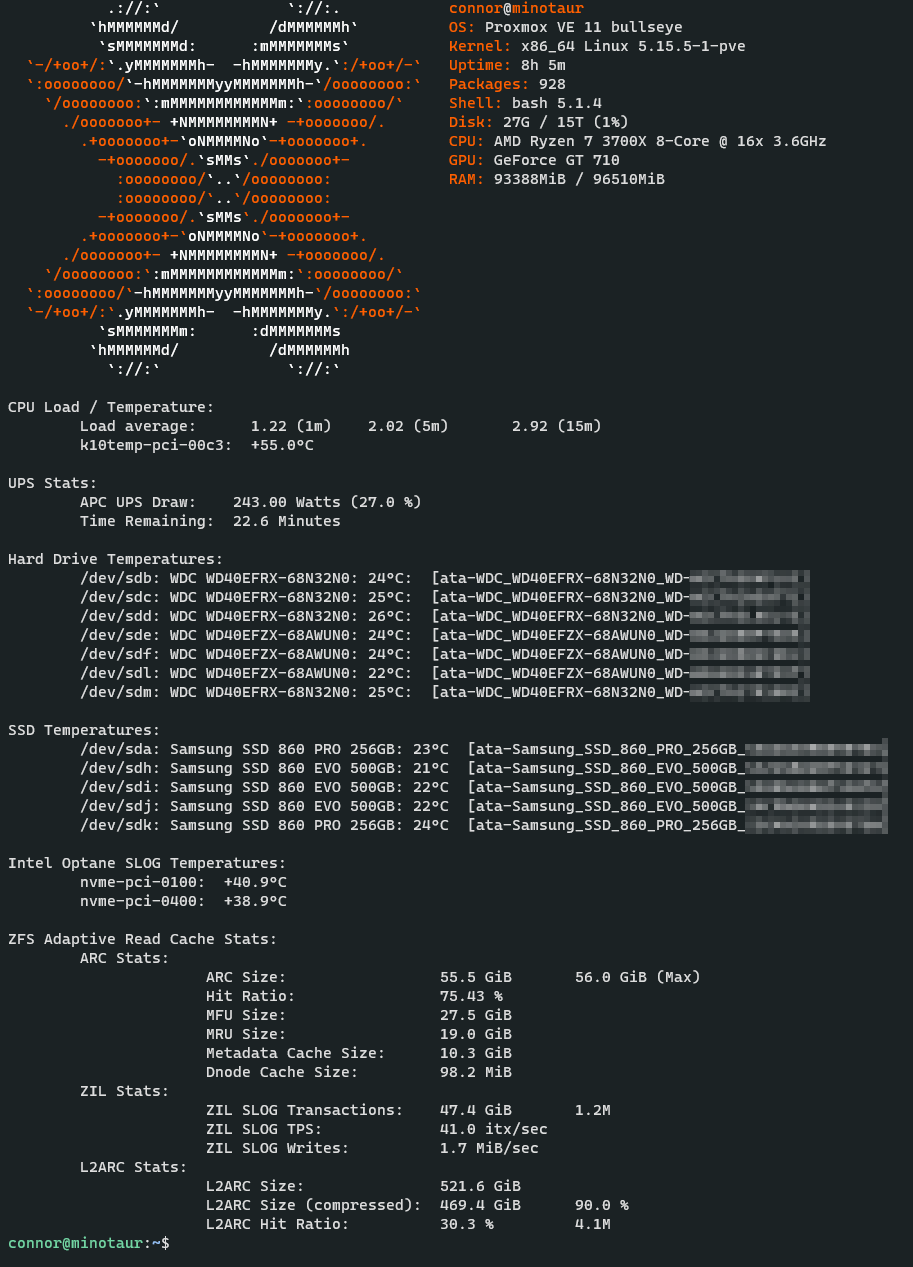 .://:`              `://:.            connor@minotaur
`hMMMMMMd/          /dMMMMMMh`         OS: Proxmox VE 11 bullseye
`sMMMMMMMd:      :mMMMMMMMs`           Kernel: x86_64 Linux 5.15.5-1-pve
`-/+oo+/:`.yMMMMMMMh-  -hMMMMMMMy.`:/+oo+/-`   Uptime: 8h 5m
`:oooooooo/`-hMMMMMMMyyMMMMMMMh-`/oooooooo:`   Packages: 928
`/oooooooo:`:mMMMMMMMMMMMMm:`:oooooooo/`     Shell: bash 5.1.4
./ooooooo+- +NMMMMMMMMN+ -+ooooooo/.       Disk: 27G / 15T (1%)
.+ooooooo+-`oNMMMMNo`-+ooooooo+.         CPU: AMD Ryzen 7 3700X 8-Core @ 16x 3.6GHz
-+ooooooo/.`sMMs`./ooooooo+-           GPU: GeForce GT 710
:oooooooo/`..`/oooooooo:             RAM: 93388MiB / 96510MiB
:oooooooo/`..`/oooooooo:
-+ooooooo/.`sMMs`./ooooooo+-
.+ooooooo+-`oNMMMMNo`-+ooooooo+.
./ooooooo+- +NMMMMMMMMN+ -+ooooooo/.
`/oooooooo:`:mMMMMMMMMMMMMm:`:oooooooo/`
`:oooooooo/`-hMMMMMMMyyMMMMMMMh-`/oooooooo:`
`-/+oo+/:`.yMMMMMMMh-  -hMMMMMMMy.`:/+oo+/-`
`sMMMMMMMm:      :dMMMMMMMs
`hMMMMMMd/          /dMMMMMMh
`://:`              `://:`
CPU Load / Temperature:
Load average:      1.22 (1m)    2.02 (5m)       2.92 (15m)
k10temp-pci-00c3:  +55.0°C
UPS Stats:
APC UPS Draw:    243.00 Watts (27.0 %)
Time Remaining:  22.6 Minutes
Hard Drive Temperatures:
/dev/sdb: WDC WD40EFRX-68N32N0: 24°C:  [ata-WDC_WD40EFRX-68N32N0_WD-
/dev/sdc: WDC WD40EFRX-68N32N0: 25°C:  [ata-WDC_WD40EFRX-68N32N0_WD-
/dev/sdd: WDC WD40EFRX-68N32N0: 26°C:  [ata-WDC_WD40EFRX-68N32N0_WD-
/dev/sde: WDC WD40EFZX-68AWUN0: 24°C:  [ata-WDC_WD40EFZX-68AWUN0_WD-
/dev/sdf: WDC WD40EFZX-68AWUN0: 24°C:  [ata-WDC_WD40EFZX-68AWUN0_WD-
/dev/sdl: WDC WD40EFZX-68AWUN0: 22°C:  [ata-WDC_WD40EFZX-68AWUN0_WD-
/dev/sdm: WDC WD40EFRX-68N32N0: 25°C:  [ata-WDC_WD40EFRX-68N32N0_WD-
SSD Temperatures:
/dev/sda: Samsung SSD 860 PRO 256GB: 23°C  [ata-Samsung_SSD_860_PRO_256GB_
/dev/sdh: Samsung SSD 860 EVO 500GB: 21°C  [ata-Samsung_SSD_860_EVO_500GB_
/dev/sdi: Samsung SSD 860 EVO 500GB: 22°C  [ata-Samsung_SSD_860_EVO_500GB_
/dev/sdj: Samsung SSD 860 EVO 500GB: 22°C  [ata-Samsung_SSD_860_EVO_500GB_
/dev/sdk: Samsung SSD 860 PRO 256GB: 24°C  [ata-Samsung_SSD_860_PRO_256GB_
Intel Optane SLOG Temperatures:
nvme-pci-0100:  +40.9°C
nvme-pci-0400:  +38.9°C
ZFS Adaptive Read Cache Stats:
ARC Stats:
ARC Size:                 55.5 GiB       56.0 GiB (Max)
Hit Ratio:                75.43 %
MFU Size:                 27.5 GiB
MRU Size:                 19.0 GiB
Metadata Cache Size:      10.3 GiB
Dnode Cache Size:         98.2 MiB
ZIL Stats:
ZIL SLOG Transactions:    47.4 GiB       1.2M
ZIL SLOG TPS:             41.0 itx/sec
ZIL SLOG Writes:          1.7 MiB/sec
L2ARC Stats:
L2ARC Size:               521.6 GiB
L2ARC Size (compressed):  469.4 GiB      90.0 %
L2ARC Hit Ratio:          30.3 %         4.1M
connor@minotaur:~$